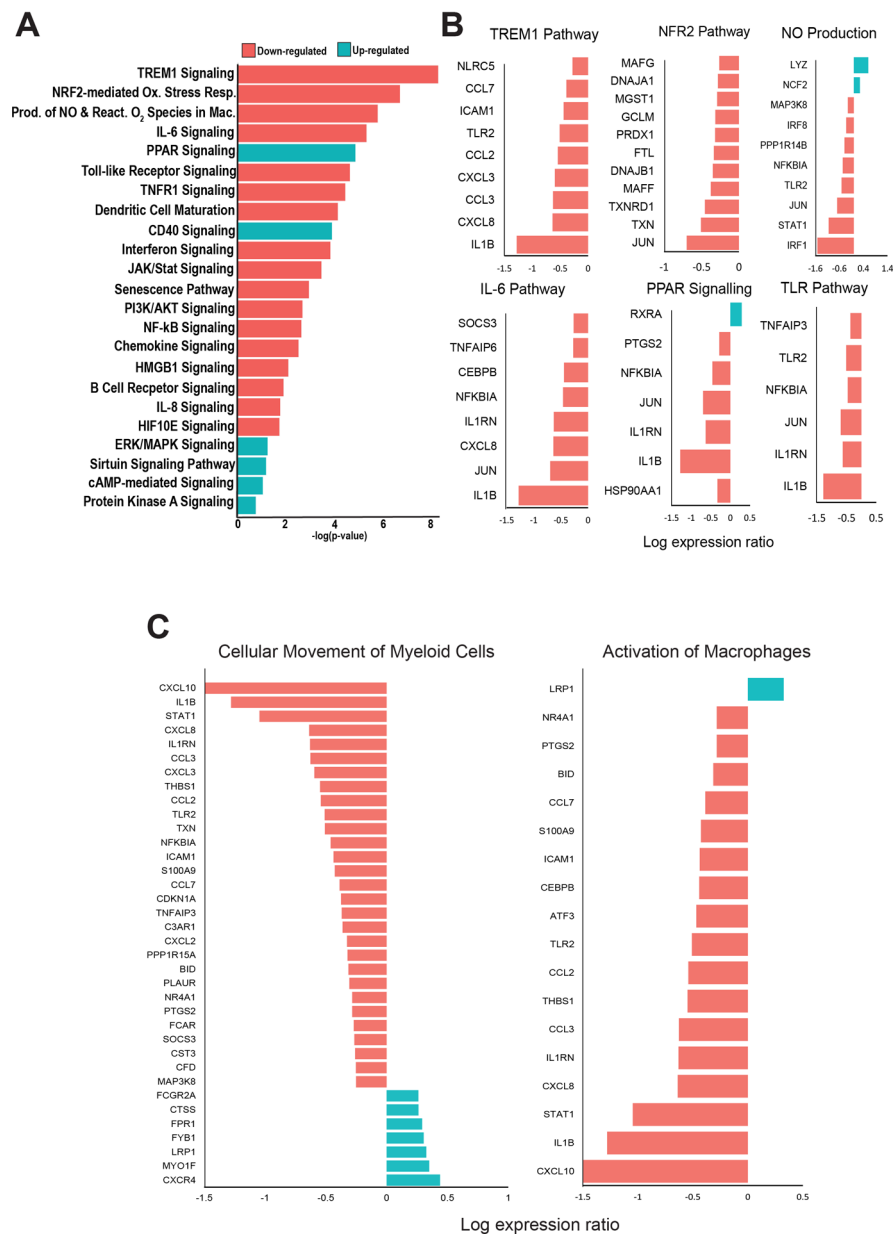 A
Down-regulated
Up-regulated
TREM1 Signaling
NRF2-mediated Ox. Stress Resp.
Prod. of NO & React. O2 Species in Mac.
IL-6 Signaling
PPAR Signaling
Toll-like Receptor Signaling
TNFR1 Signaling
Dendritic Cell Maturation
CD40 Signaling
Interferon Signaling
JAK/Stat Signaling
Senescence Pathway
PI3K/AKT Signaling
NF-kB Signaling
Chemokine Signaling
HMGB1 Signaling
B Cell Recpetor Signaling
IL-8 Signaling
HIF10E Signaling
ERK/MAPK Signaling
Sirtuin Signaling Pathway
cAMP-mediated Signaling
Protein Kinase A Signaling
0 2 4 6 8
-log(p-value)
B
TREM1 Pathway
NLRC5
CCL7
ICAM1
TLR2
CCL2
CXCL3
CCL3
CXCL8
IL1B
-1.5 -1 -0.5 0
NFR2 Pathway
MAFG
DNAJA1
MGST1
GCLM
PRDX1
FTL
DNAJB1
MAFF
TXNRD1
TXN
JUN
-1 -0.5 0
NO Production
LYZ
NCF2
MAP3K8
IRF8
PPP1R14B
NFKBIA
TLR2
JUN
STAT1
IRF1
-1.6 -0.6 0.4 1.4
IL-6 Pathway
SOCS3
TNFAIP6
CEBPB
NFKBIA
IL1RN
CXCL8
JUN
IL1B
-1.5 -1 -0.5 0
PPAR Signalling
RXRA
PTGS2
NFKBIA
JUN
IL1RN
IL1B
HSP90AA1
-1.5 -1 -0.5 0 0.5
TLR Pathway
TNFAIP3
TLR2
NFKBIA
JUN
IL1RN
IL1B
-1.5 -0.5 0.5
Log expression ratio
C
Cellular Movement of Myeloid Cells
CXCL10
IL1B
STAT1
CXCL8
IL1RN
CCL3
CXCL3
THBS1
CCL2
TLR2
TXN
NFKBIA
ICAM1
S100A9
CCL7
CDKN1A
TNFAIP3
C3AR1
CXCL2
PPP1R15A
BID
PLAUR
NR4A1
PTGS2
FCAR
SOCS3
CST3
CFD
MAP3K8
FCGR2A
CTSS
FPR1
FYB1
LRP1
MYO1F
CXCR4
-1.5 -1 -0.5 0 0.5 1
Activation of Macrophages
LRP1
NR4A1
PTGS2
BID
CCL7
S100A9
ICAM1
CEBPB
ATF3
TLR2
CCL2
THBS1
CCL3
IL1RN
CXCL8
STAT1
IL1B
CXCL10
-1.5 -1 -0.5 0 0.5
Log expression ratio